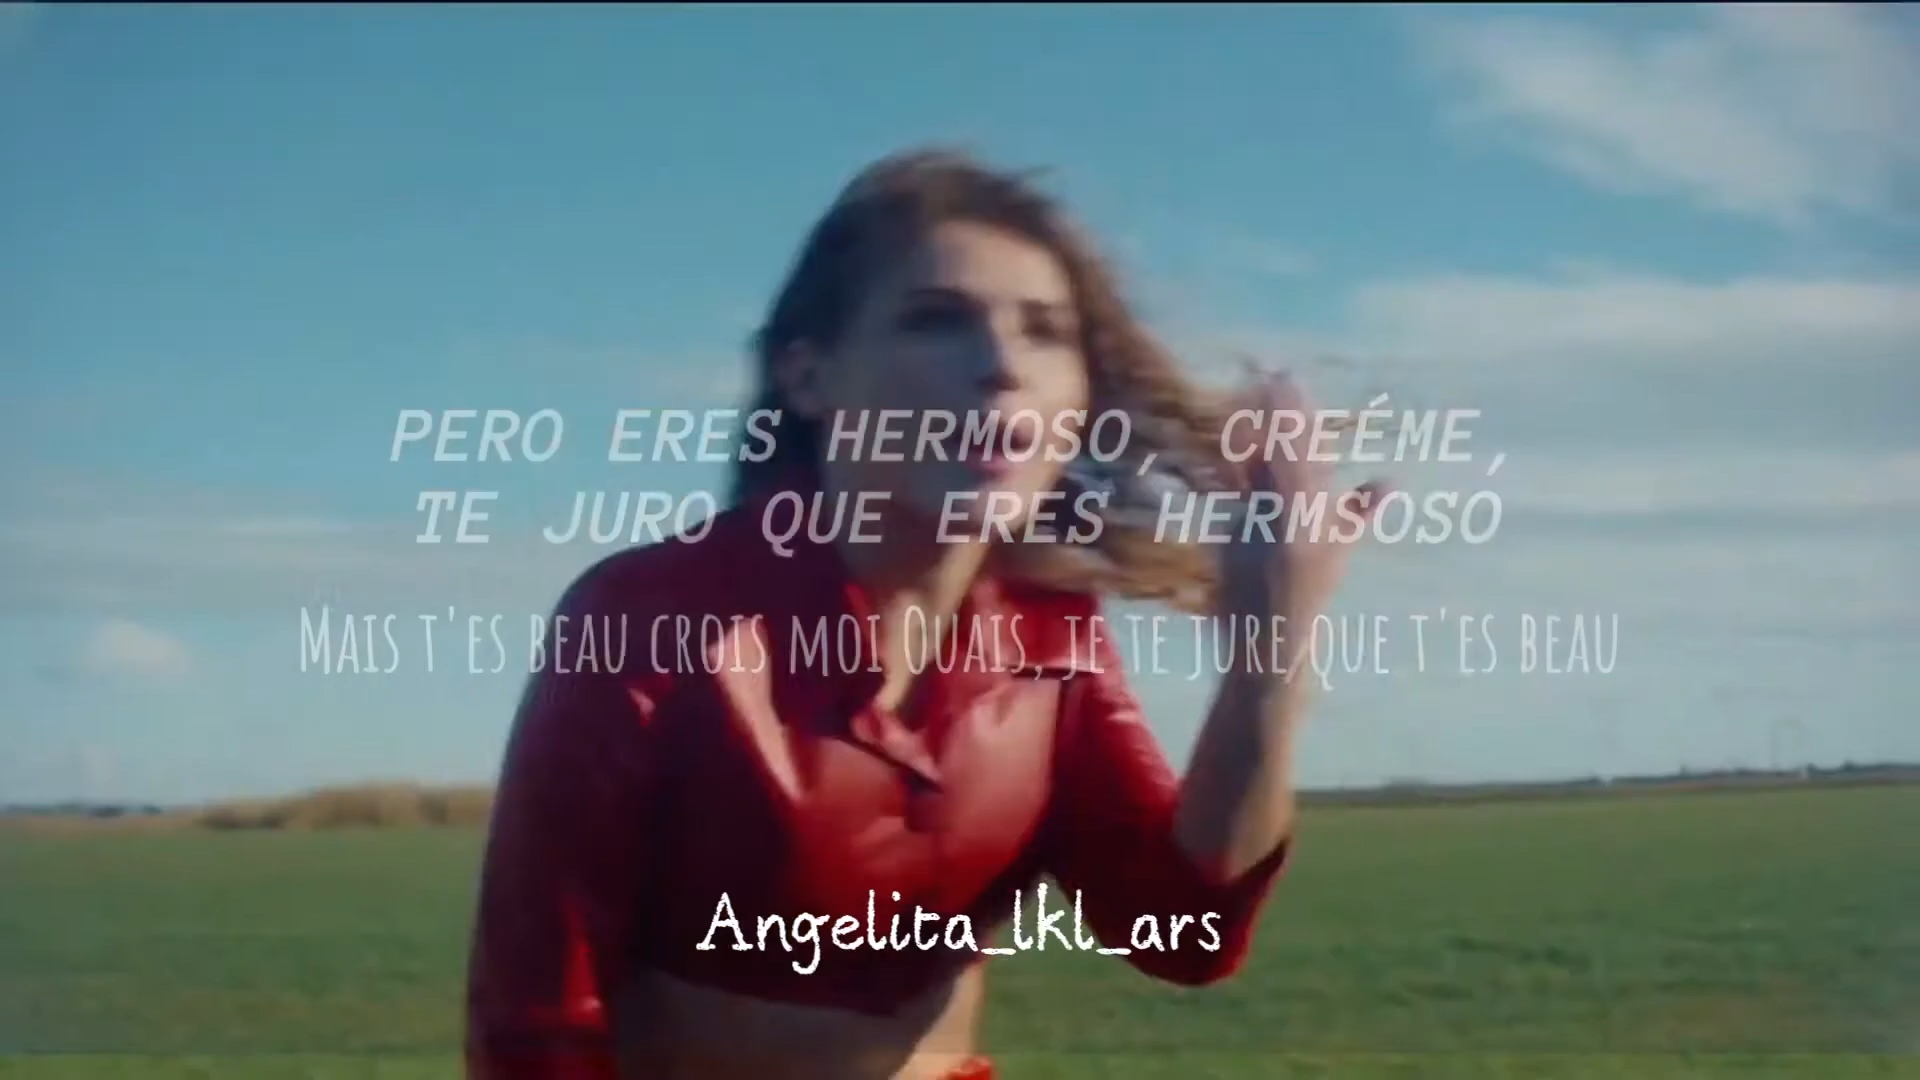 PERO ERES HERMOSO, CREÉME,
TE JURO QUE ERES HERMSOSO
MAIS T'ES BEAU CROIS MOI OUAIS, JE TE JURE QUE T'ES BEAU
Angelita_lkl_ars